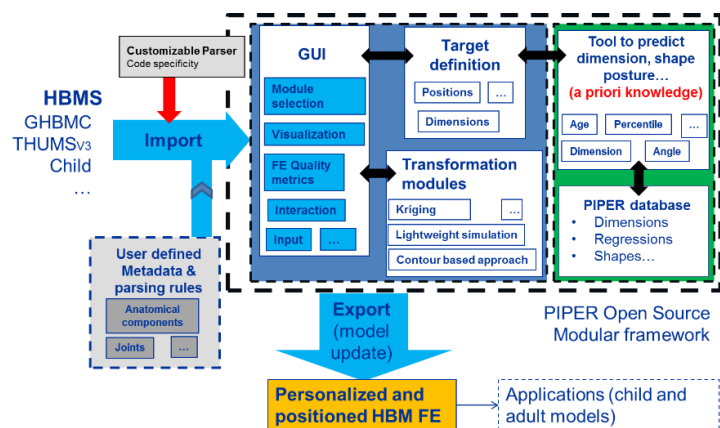 Customizable Parser
Code specificity
HBMS
GHBMC
THUMSV3
Child
…
Import
User defined
Metadata &
parsing rules
Anatomical
components
Joints
...
GUI
Module
selection
Visualization
FE Quality
metrics
Interaction
Input
...
Target
definition
Positions
...
Dimensions
Transformation
modules
Kriging
...
Lightweight simulation
Contour based approach
Tool to predict
dimension, shape
posture…
(a priori knowledge)
Age
Percentile
...
Dimension
Angle
PIPER database
• Dimensions
• Regressions
• Shapes…
PIPER Open Source
Modular framework
Export
(model
update)
Personalized and
positioned HBM FE
Applications (child and
adult models)